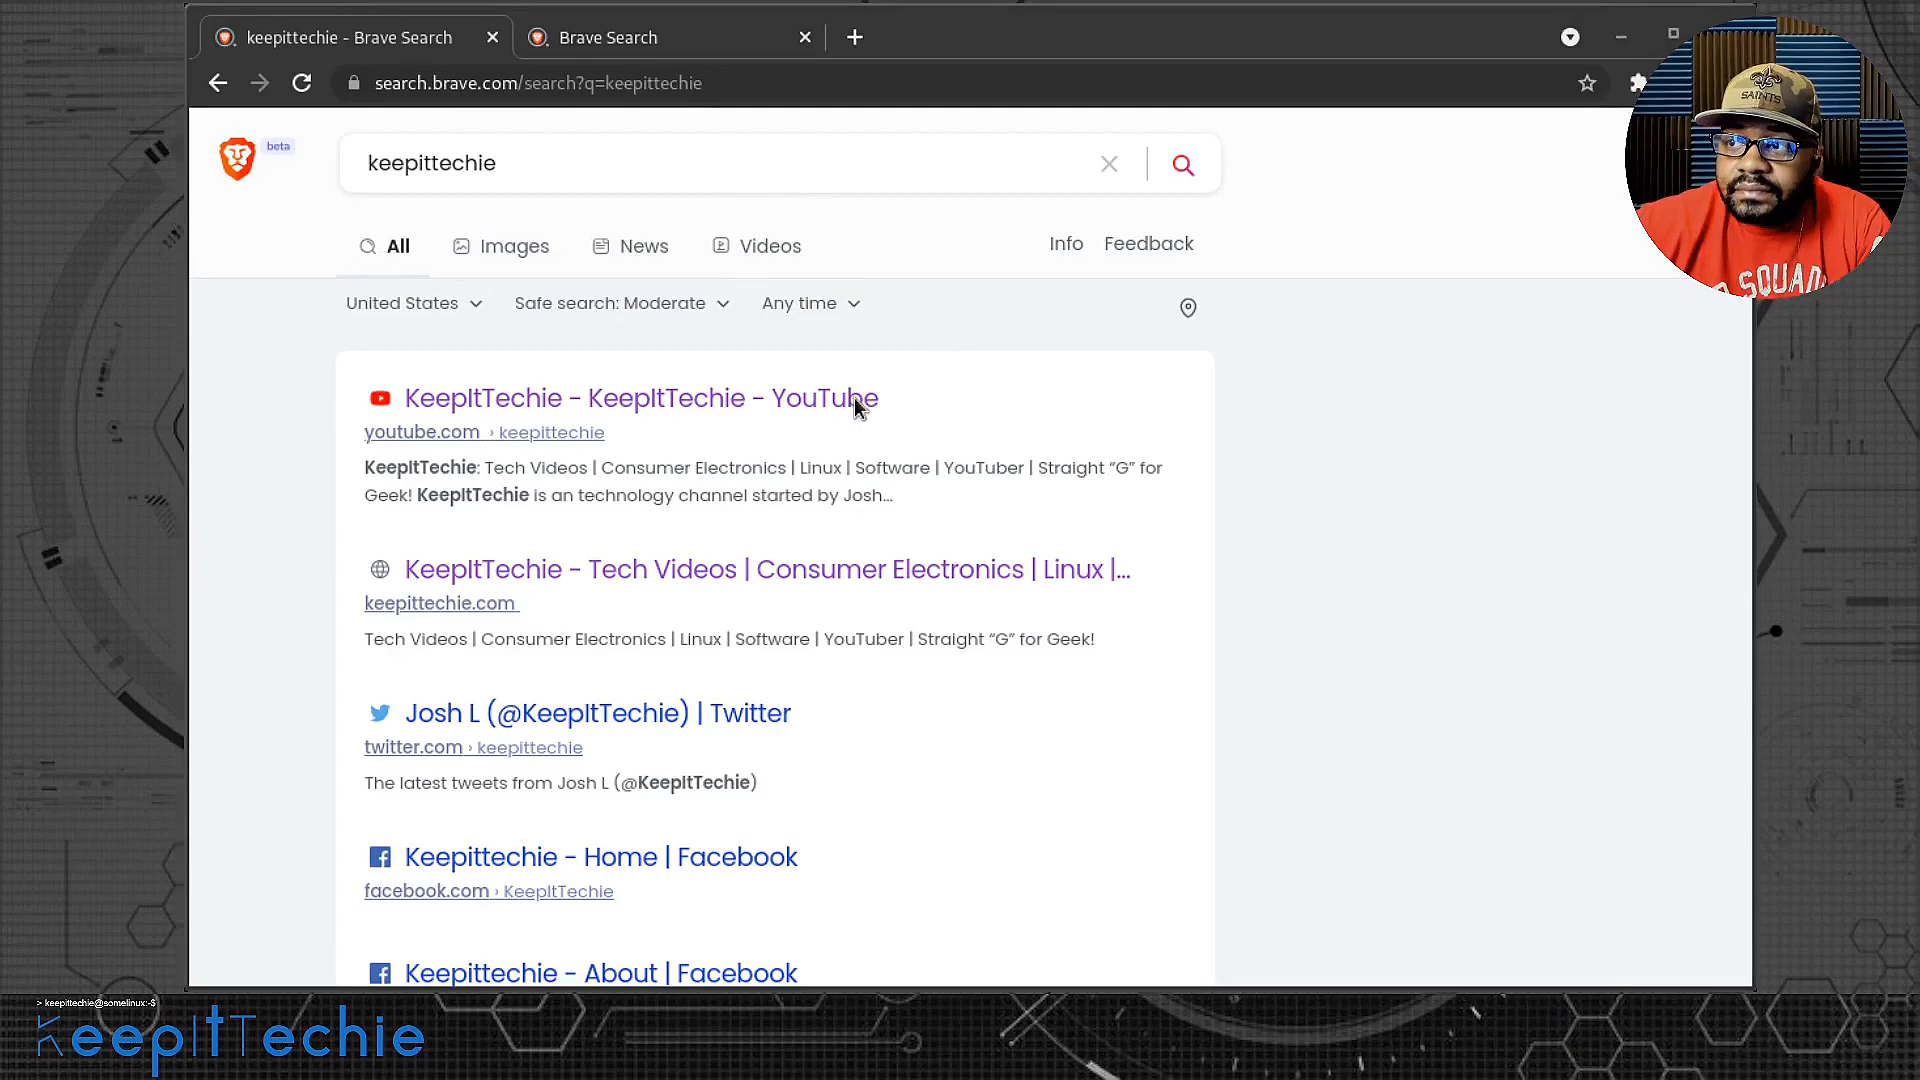 keepittechie - Brave Search
Brave Search
search.brave.com/search?q=keepittechie
beta
keepittechie
All
Images
News
Videos
Info
Feedback
United States
Safe search: Moderate
Any time
KeepItTechie - KeepItTechie - YouTube
youtube.com › keepittechie
KeepItTechie: Tech Videos | Consumer Electronics | Linux | Software | YouTuber | Straight “G” for
Geek! KeepItTechie is an technology channel started by Josh...
KeepItTechie - Tech Videos | Consumer Electronics | Linux |...
keepittechie.com
Tech Videos | Consumer Electronics | Linux | Software | YouTuber | Straight “G” for Geek!
Josh L (@KeepItTechie) | Twitter
twitter.com › keepittechie
The latest tweets from Josh L (@KeepItTechie)
Keepittechie - Home | Facebook
facebook.com › KeepItTechie
Keepittechie - About | Facebook
SAINTS
SQUAD
> keepittechie@somelinux:~$
KeepItTechie